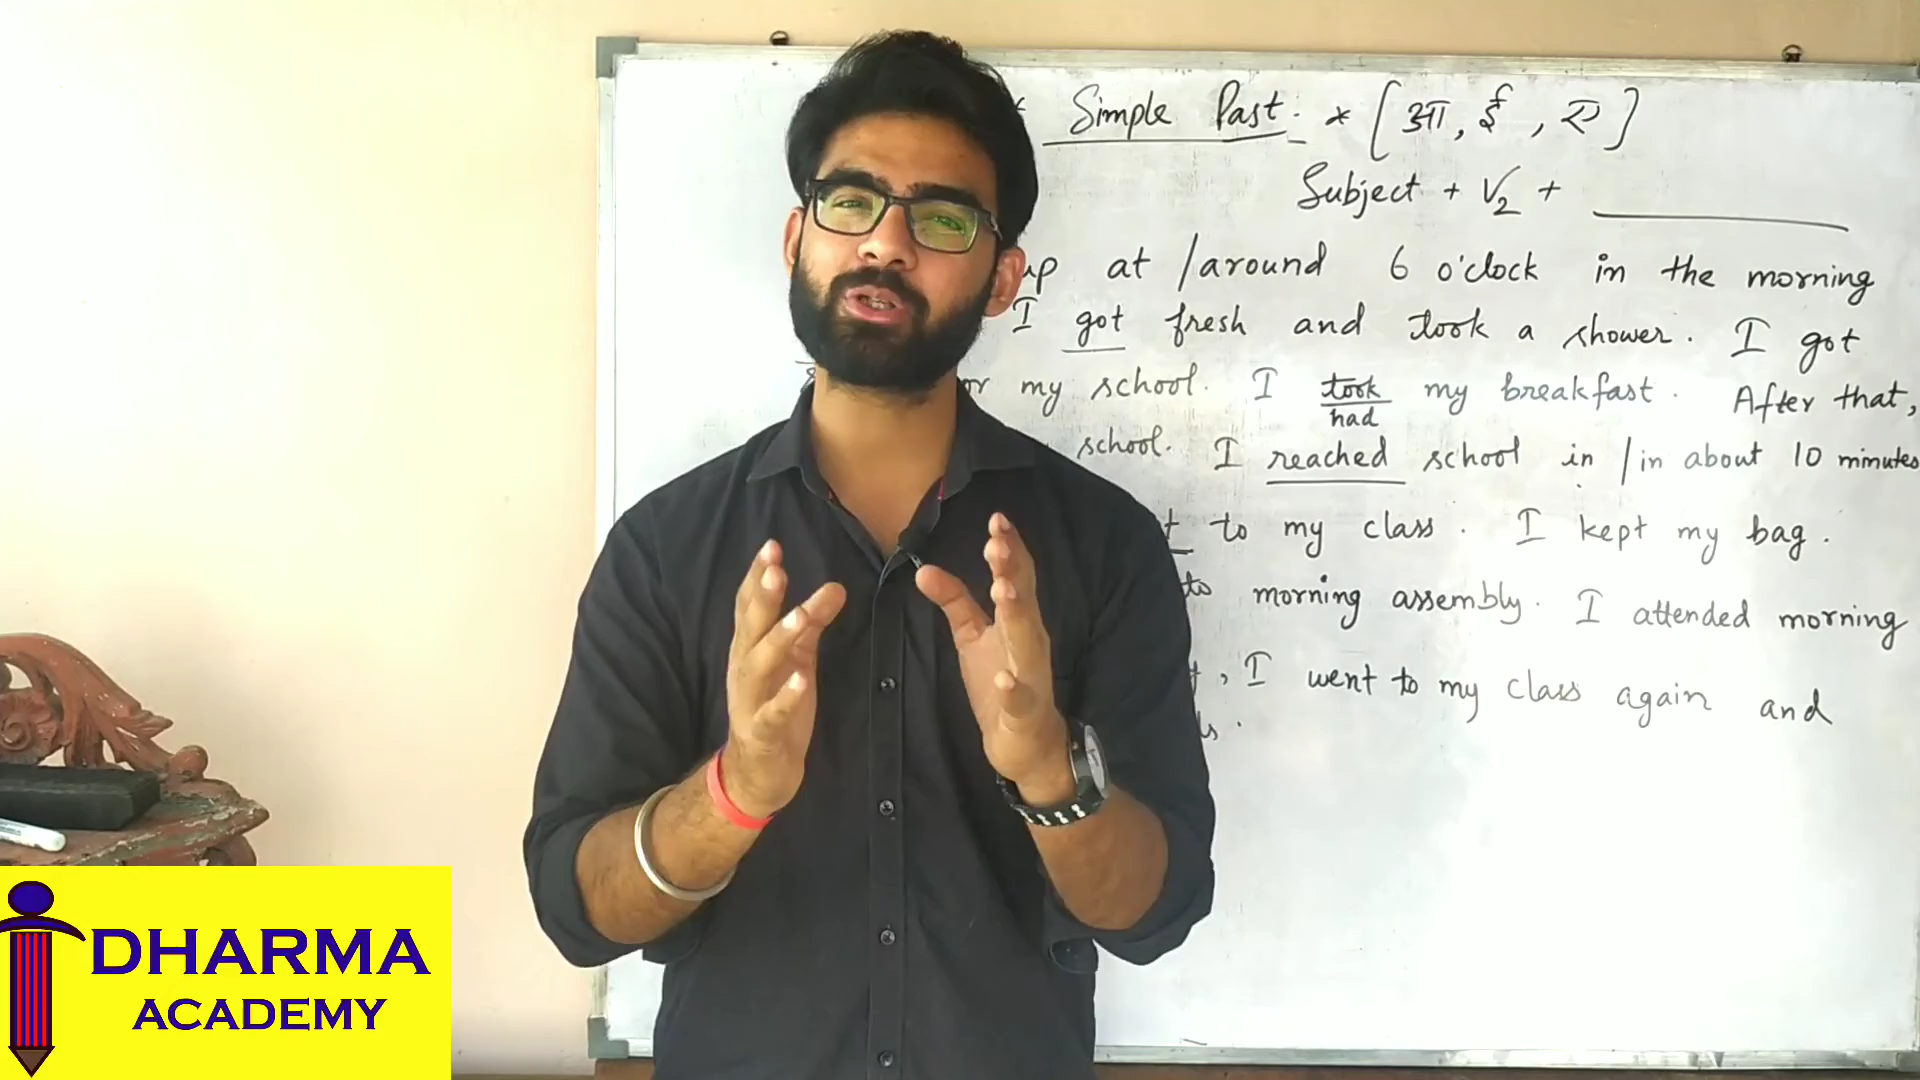 Simple Past : * [ आ, ई, ए ]
Subject + V2 +
up at / around 6 o'clock in the morning
I got fresh and took a shower. I got
my school. I took my breakfast. After that,
had
school. I reached school in / in about 10 minutes
to my class. I kept my bag.
to morning assembly. I attended morning
, I went to my class again and
DHARMA
ACADEMY